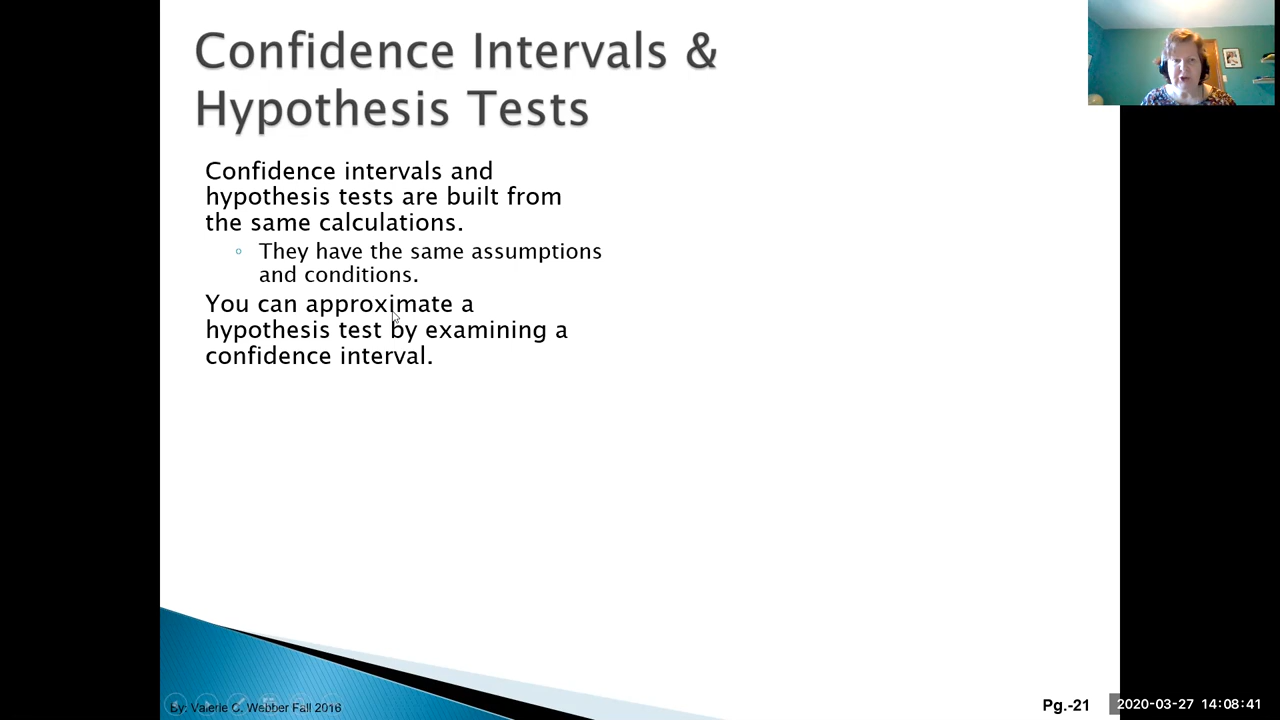 Confidence Intervals &
Hypothesis Tests
Confidence intervals and
hypothesis tests are built from
the same calculations.
They have the same assumptions
and conditions.
You can approximate a
hypothesis test by examining a
confidence interval.
By: Valerie C. Webber Fall 2016
Pg.-21
2020-03-27 14:08:41